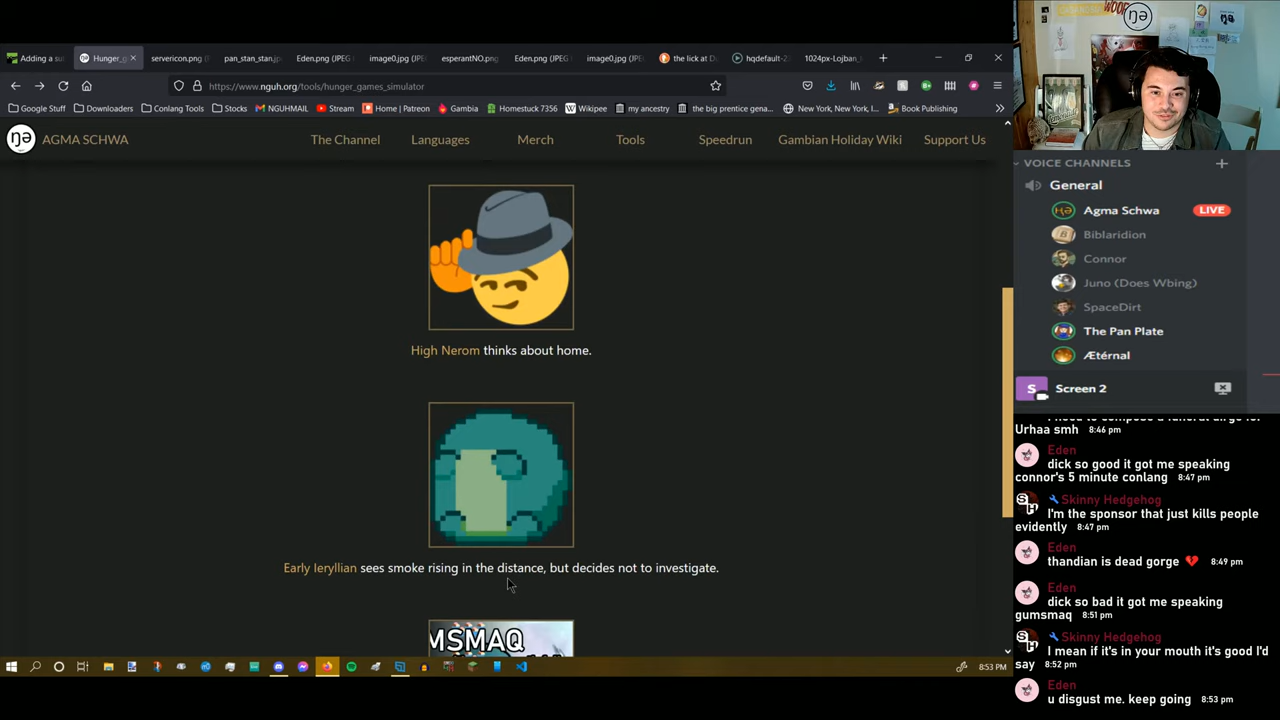 Adding a su
Hunger_g
servericon.png
pan_stan_stan.j
Eden.png (JPEG
image0.jpg (
esperantNO.png
Eden.png (JPEG
image0.jpg (
the lick at D
hqdefault-2
1024px-Lojban_
https://www.nguh.org/tools/hunger_games_simulator
Google Stuff
Downloaders
Conlang Tools
Stocks
NGUHMAIL
Stream
Home | Patreon
Gambia
Homestuck 7356
Wikipee
my ancestry
the big prentice gena...
New York, New York, ...
Book Publishing
ŋə AGMA SCHWA
The Channel
Languages
Merch
Tools
Speedrun
Gambian Holiday Wiki
Support Us
High Nerom thinks about home.
Early Ieryllian sees smoke rising in the distance, but decides not to investigate.
MSMAQ
8:53 PM
WOOP
ŋə
VOICE CHANNELS
General
Agma Schwa LIVE
Biblaridion
Connor
Juno (Does Wbing)
SpaceDirt
The Pan Plate
Ætérnal
S Screen 2
Urhaa smh 8:46 pm
Eden
dick so good it got me speaking
connor's 5 minute conlang 8:47 pm
Skinny Hedgehog
I'm the sponsor that just kills people
evidently 8:47 pm
Eden
thandian is dead gorge 8:49 pm
Eden
dick so bad it got me speaking
gumsmaq 8:51 pm
Skinny Hedgehog
I mean if it's in your mouth it's good I'd
say 8:52 pm
Eden
u disgust me. keep going 8:53 pm